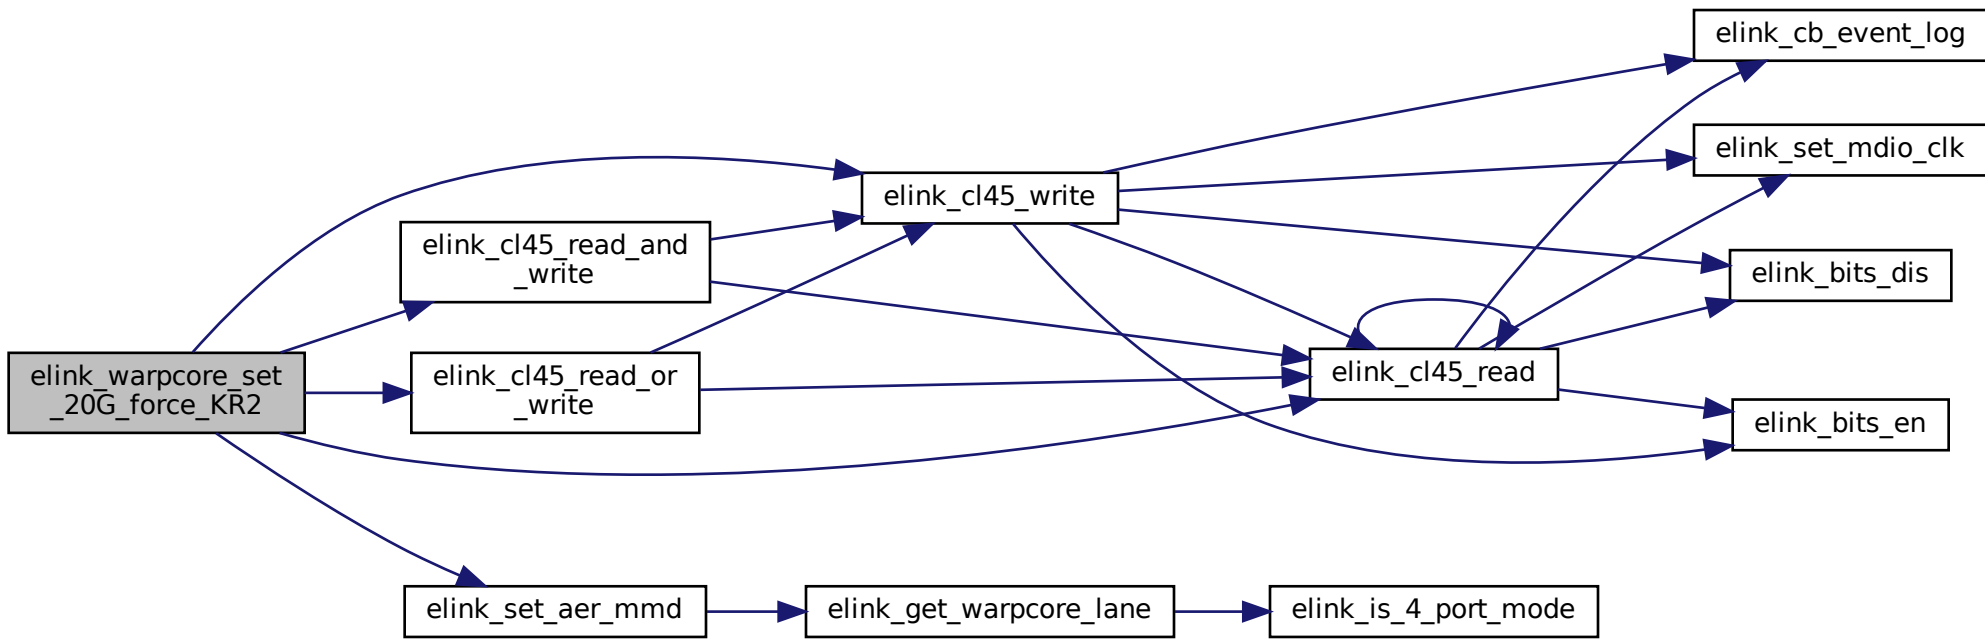 elink_cb_event_log
elink_set_mdio_clk
elink_cl45_write
elink_cl45_read_and
_write
elink_bits_dis
elink_warpcore_set
_20G_force_KR2
elink_cl45_read_or
_write
elink_cl45_read
elink_bits_en
elink_set_aer_mmd
elink_get_warpcore_lane
elink_is_4_port_mode